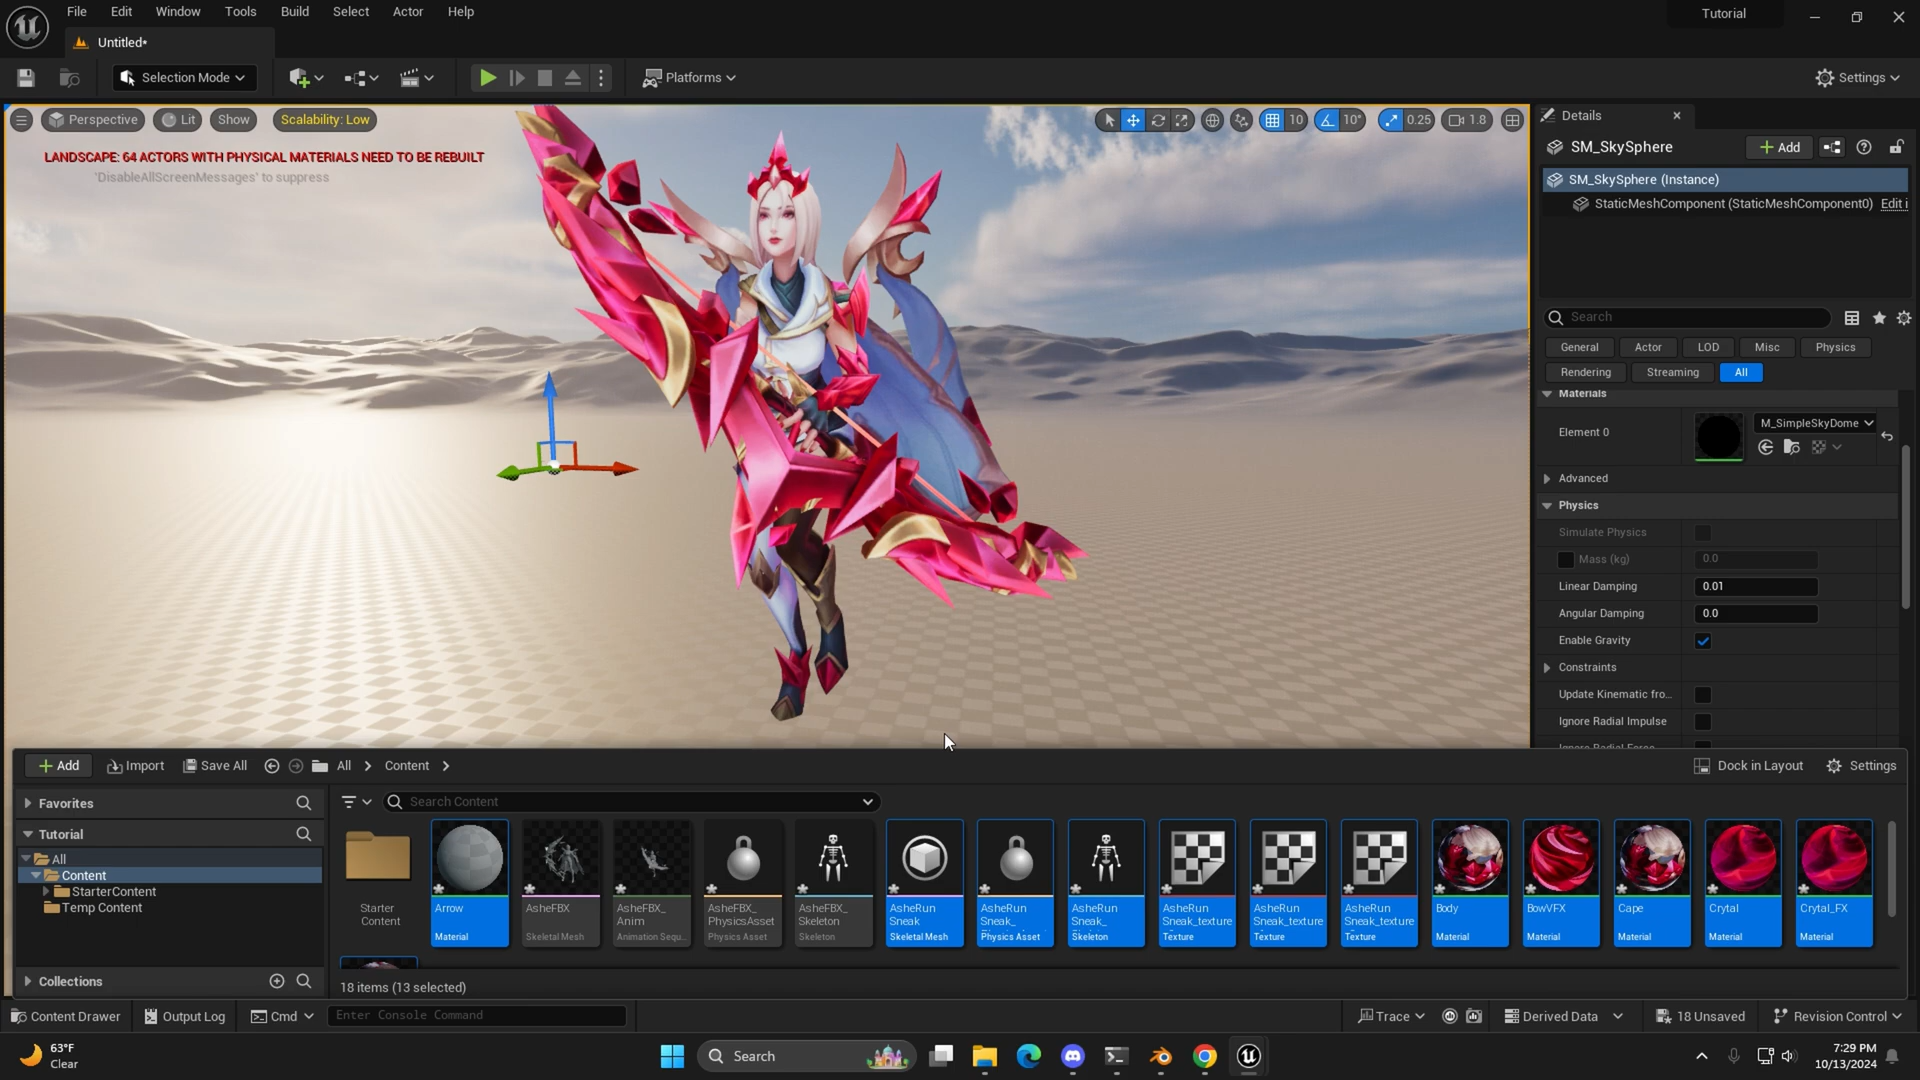 File Edit Window Tools Build Select Actor Help
Tutorial
Untitled*
Selection Mode
Platforms
Settings
Perspective
Lit
Show
Scalability: Low
10
10°
0.25
1.8
LANDSCAPE: 64 ACTORS WITH PHYSICAL MATERIALS NEED TO BE REBUILT
'DisableAllScreenMessages' to suppress
Details
SM_SkySphere
Add
SM_SkySphere (Instance)
StaticMeshComponent (StaticMeshComponent0)
Edit i
Search
General
Actor
LOD
Misc
Physics
Rendering
Streaming
All
Materials
Element 0
M_SimpleSkyDome
Advanced
Physics
Simulate Physics
Mass (kg)
0.0
Linear Damping
0.01
Angular Damping
0.0
Enable Gravity
Constraints
Update Kinematic fro...
Ignore Radial Impulse
Ignore Radial Force
Add
Import
Save All
All
Content
Dock in Layout
Settings
Favorites
Tutorial
All
Content
StarterContent
Temp Content
Collections
Search Content
Starter
Content
Arrow
Material
AsheFBX
Skeletal Mesh
AsheFBX_
Anim
Animation Sequ...
AsheFBX_
PhysicsAsset
Physics Asset
AsheFBX_
Skeleton
Skeleton
AsheRun
Sneak
Skeletal Mesh
AsheRun
Sneak_
Physics Asset
AsheRun
Sneak_
Skeleton
AsheRun
Sneak_texture
Texture
AsheRun
Sneak_texture
Texture
AsheRun
Sneak_texture
Texture
Body
Material
BowVFX
Material
Cape
Material
Crytal
Material
Crytal_FX
Material
18 items (13 selected)
Content Drawer
Output Log
Cmd
Enter Console Command
Trace
Derived Data
18 Unsaved
Revision Control
63°F
Clear
Search
7:29 PM
10/13/2024